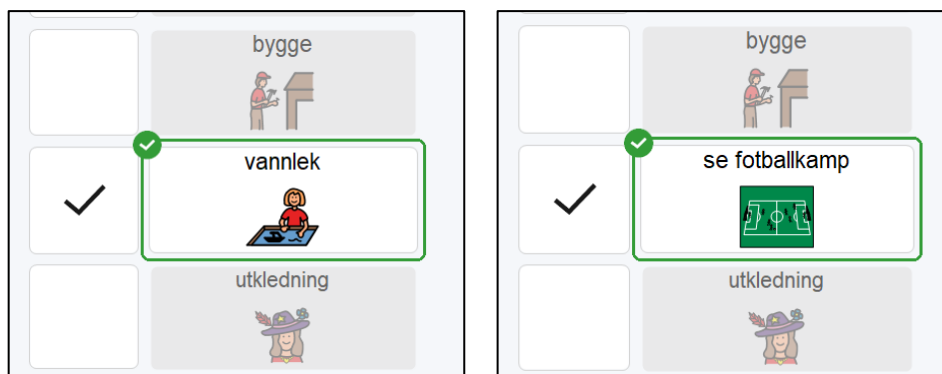 bygge
vannlek
utkledning
bygge
se fotballkamp
utkledning